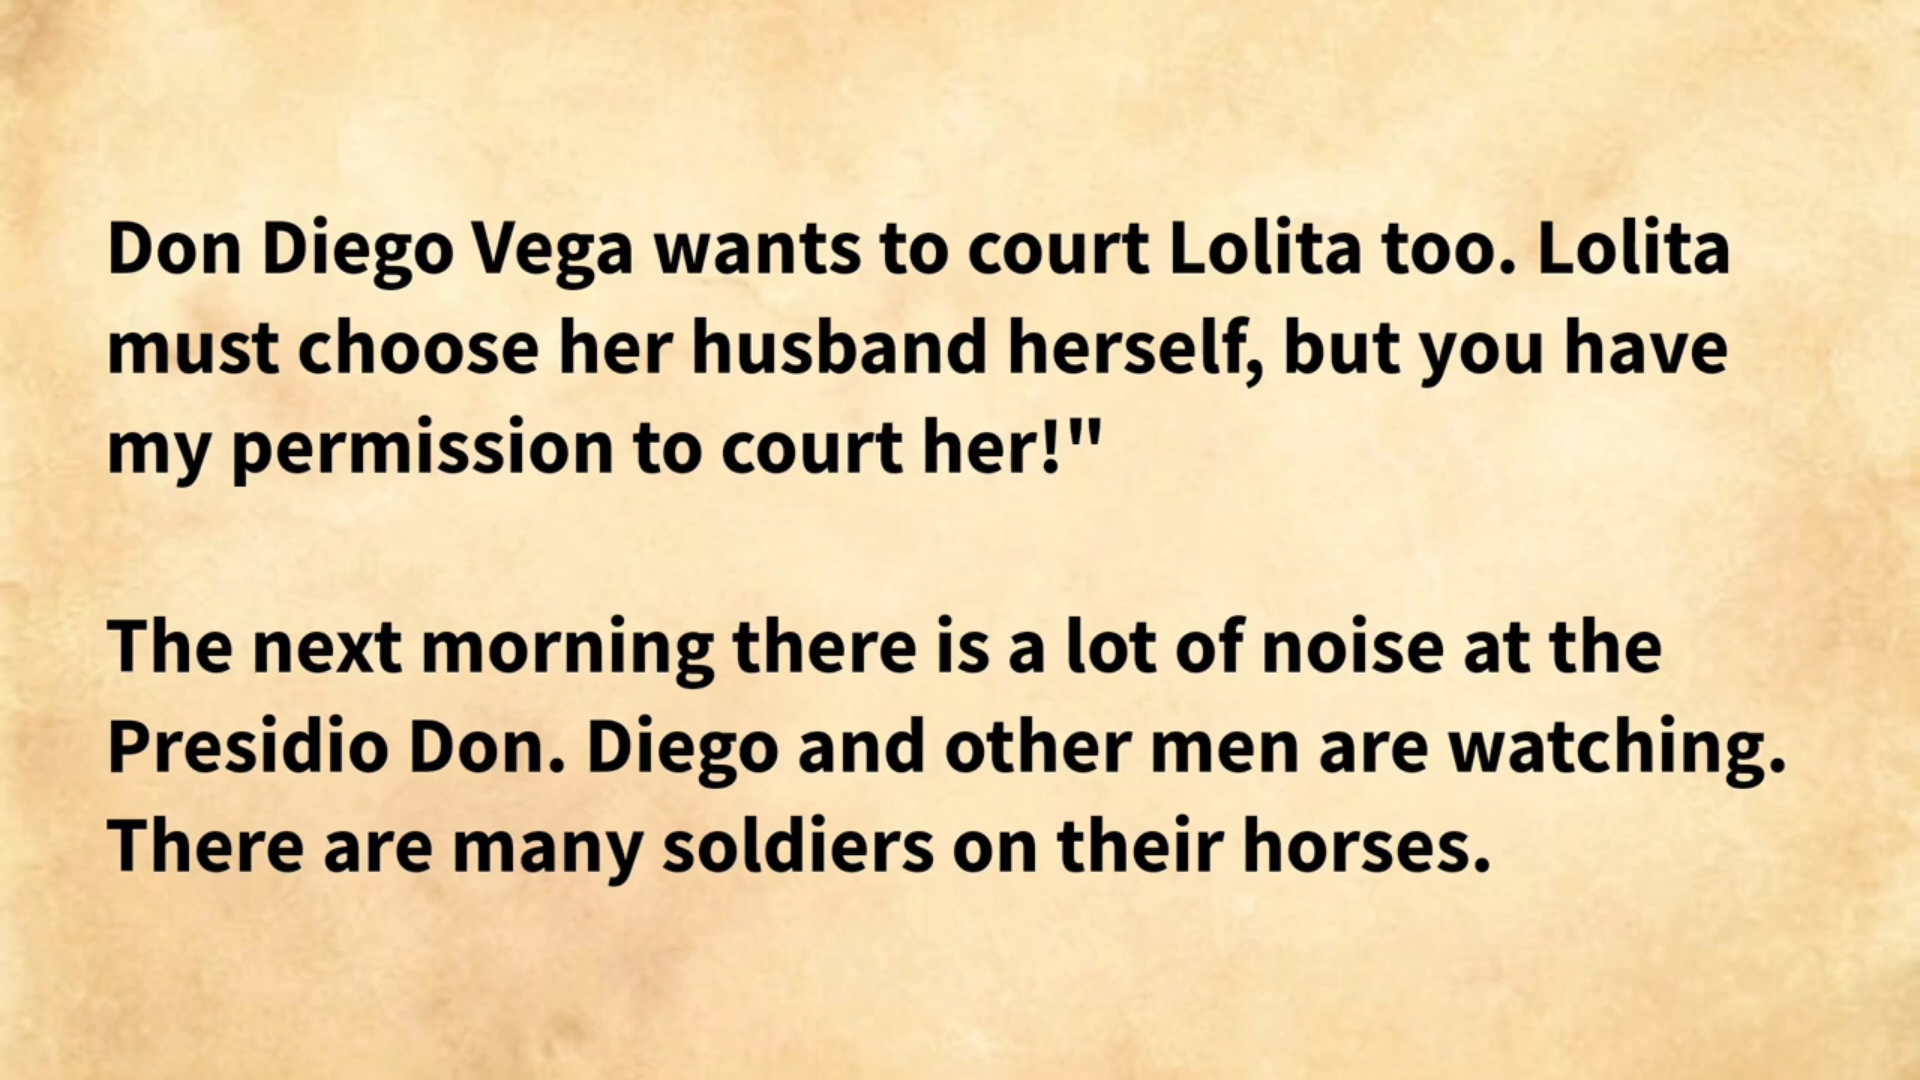 Don Diego Vega wants to court Lolita too. Lolita
must choose her husband herself, but you have
my permission to court her!"
The next morning there is a lot of noise at the
Presidio Don. Diego and other men are watching.
There are many soldiers on their horses.